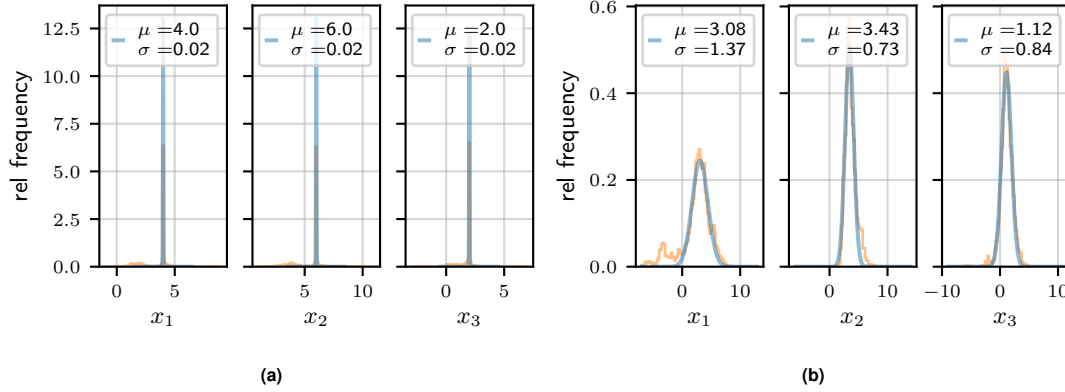 μ =4.0
σ =0.02
μ =6.0
σ =0.02
μ =2.0
σ =0.02
12.5
10.0
7.5
5.0
2.5
0.0
rel frequency
0 5
0 10
0 5
x₁
x₂
x₃
(a)
μ =3.08
σ =1.37
μ =3.43
σ =0.73
μ =1.12
σ =0.84
0.6
0.4
0.2
0.0
rel frequency
0 10
0 10
−10 0 10
x₁
x₂
x₃
(b)